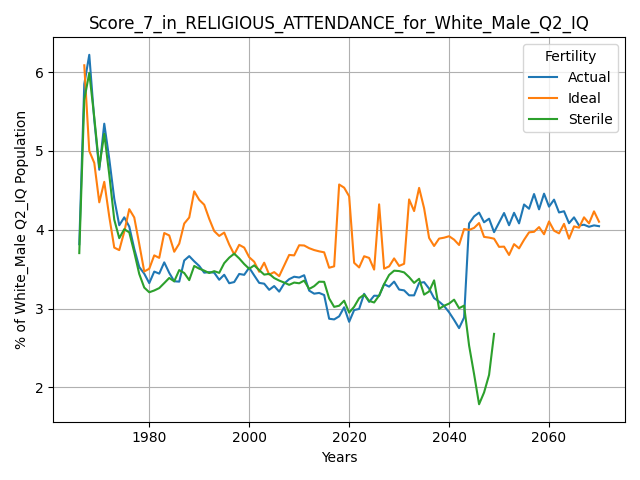 Score_7_in_RELIGIOUS_ATTENDANCE_for_White_Male_Q2_IQ
Fertility
Actual
Ideal
Sterile
% of White_Male Q2_IQ Population
6
5
4
3
2
1980 2000 2020 2040 2060
Years